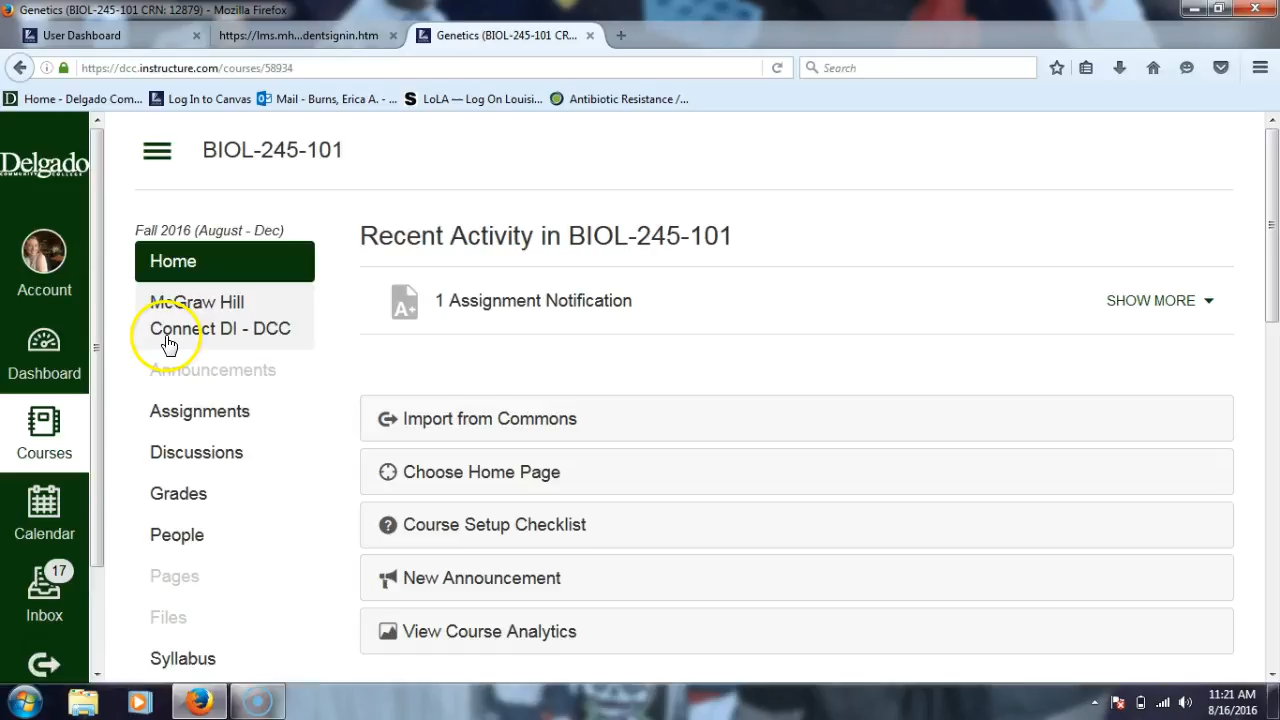 Genetics (BIOL-245-101 CRN: 12879) - Mozilla Firefox
User Dashboard
https://lms.mh...dentsignin.htm
Genetics (BIOL-245-101 CR...
https://dcc.instructure.com/courses/58934
Search
Home - Delgado Com...
Log In to Canvas
Mail - Burns, Erica A. - ...
LoLA — Log On Louisi...
Antibiotic Resistance /...
Delgado
COMMUNITY COLLEGE
Account
Dashboard
Courses
Calendar
17
Inbox
BIOL-245-101
Fall 2016 (August - Dec)
Home
McGraw Hill
Connect DI - DCC
Announcements
Assignments
Discussions
Grades
People
Pages
Files
Syllabus
Recent Activity in BIOL-245-101
A+
1 Assignment Notification
SHOW MORE
Import from Commons
Choose Home Page
Course Setup Checklist
New Announcement
View Course Analytics
11:21 AM
8/16/2016